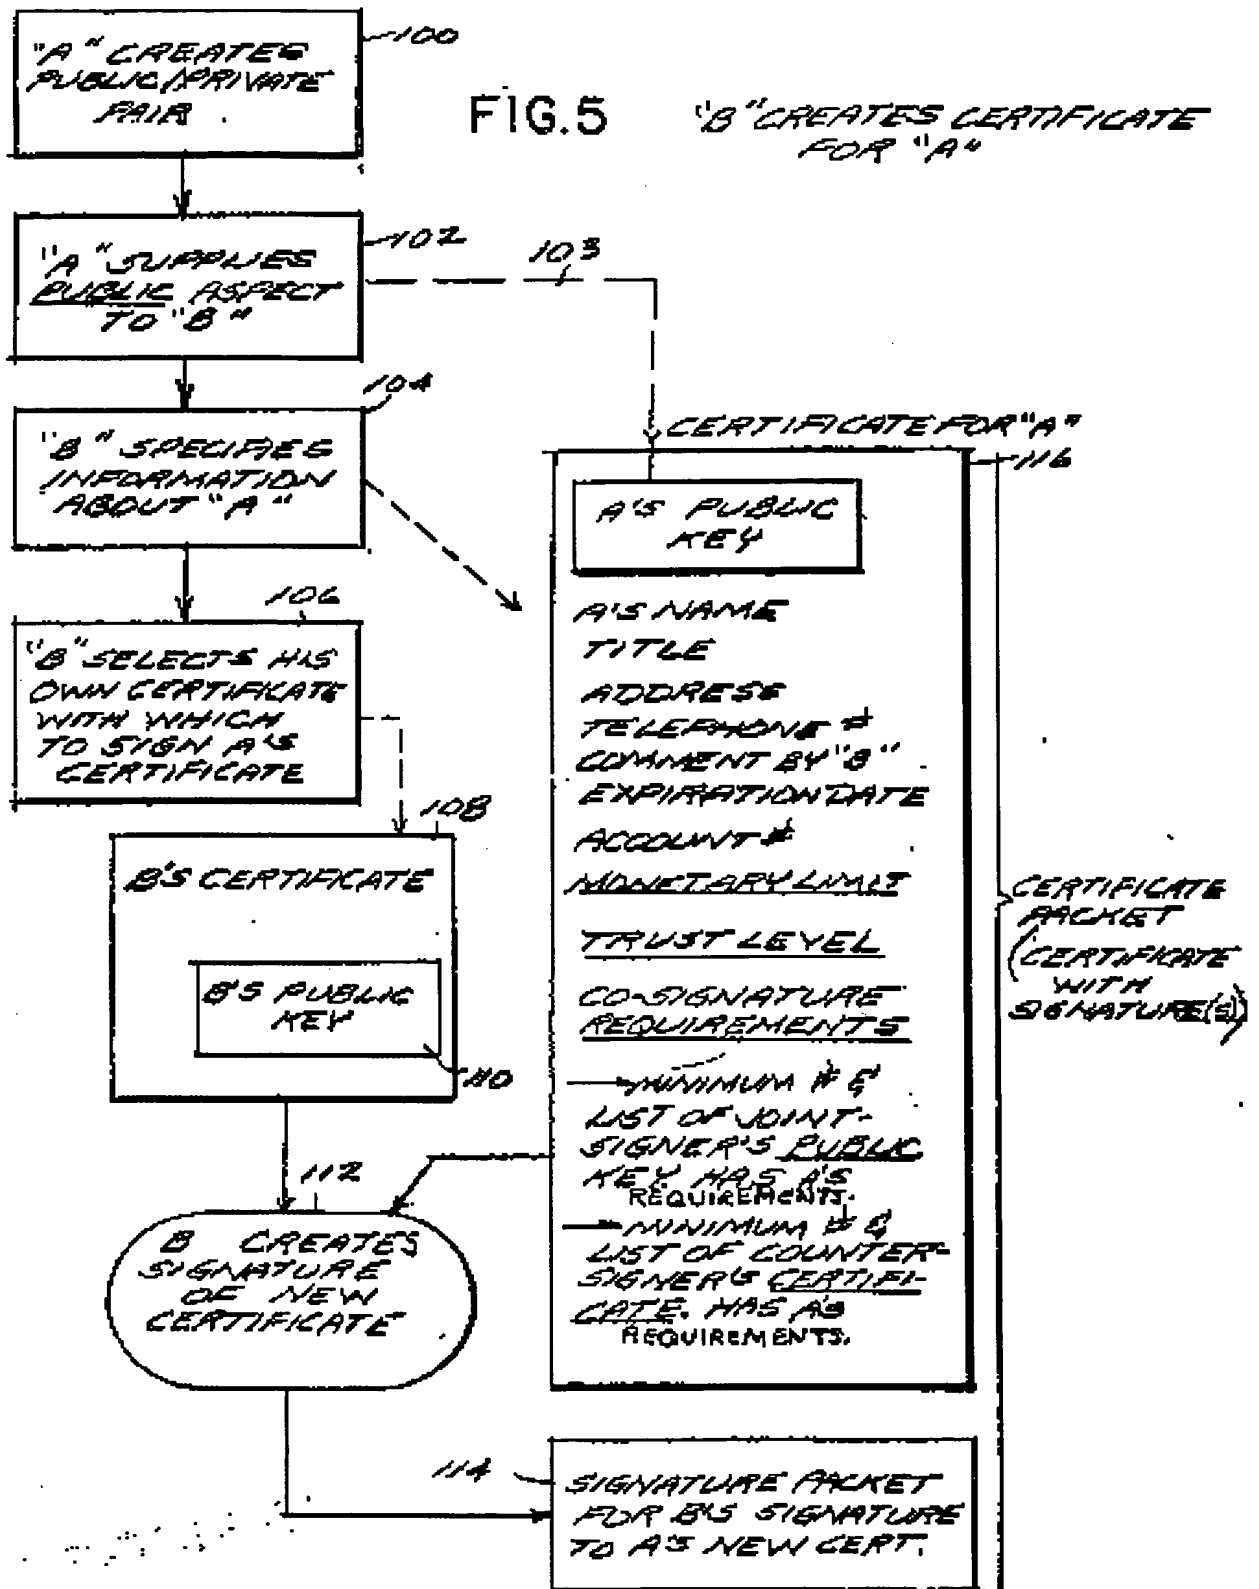 "A" CREATES
PUBLIC/PRIVATE
PAIR
100
FIG.5
"B" CREATES CERTIFICATE
FOR "A"
"A" SUPPLIES
PUBLIC ASPECT
TO "B"
102
103
"B" SPECIFIES
INFORMATION
ABOUT "A"
104
"B" SELECTS HIS
OWN CERTIFICATE
WITH WHICH
TO SIGN A'S
CERTIFICATE
106
B'S CERTIFICATE
108
B'S PUBLIC
KEY
110
B CREATES
SIGNATURE
OF NEW
CERTIFICATE
112
CERTIFICATE FOR "A"
116
A'S PUBLIC
KEY
A'S NAME
TITLE
ADDRESS
TELEPHONE #
COMMENT BY "B"
EXPIRATION DATE
ACCOUNT #
MONETARY LIMIT
TRUST LEVEL
CO-SIGNATURE
REQUIREMENTS
MINIMUM # &
LIST OF JOINT-
SIGNER'S PUBLIC
KEY HAS A'S
REQUIREMENTS.
MINIMUM # &
LIST OF COUNTER-
SIGNER'S CERTIFI-
CATE. HAS A'S
REQUIREMENTS.
CERTIFICATE
PACKET
(CERTIFICATE
WITH
SIGNATURE(S))
114
SIGNATURE PACKET
FOR B'S SIGNATURE
TO A'S NEW CERT.